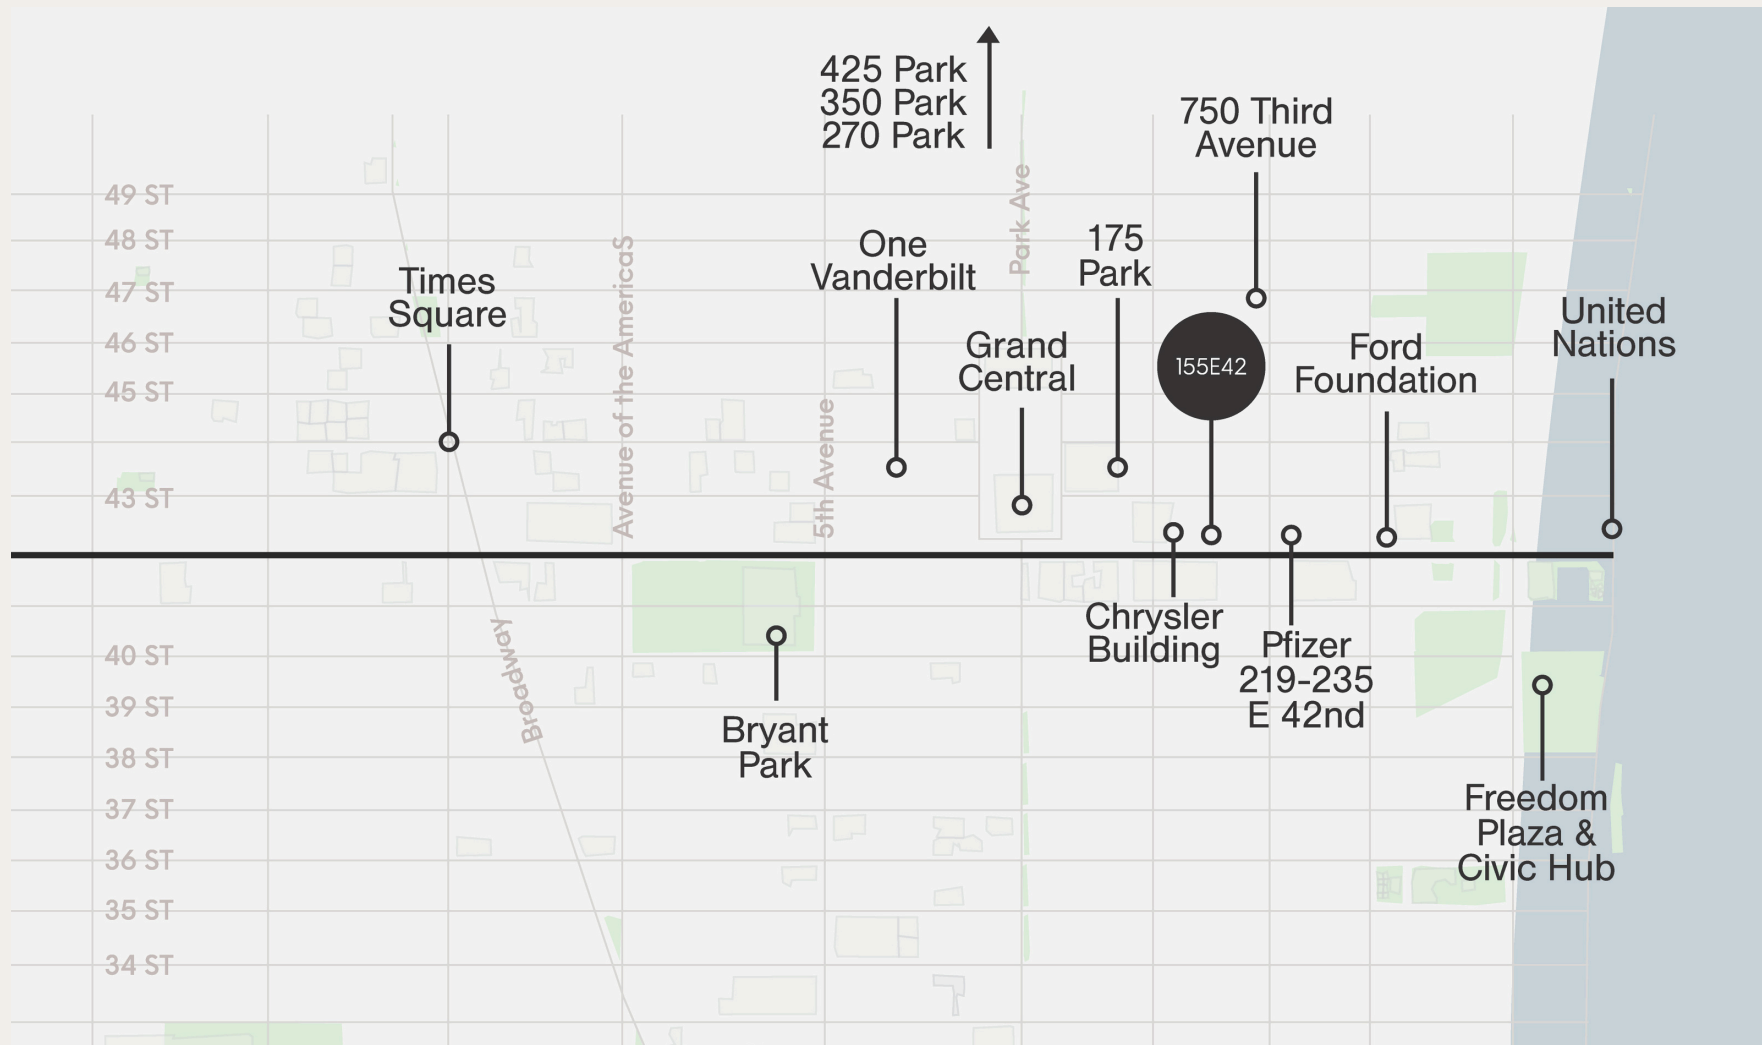 425 Park
350 Park
270 Park
750 Third
Avenue
49 ST
Park Ave
48 ST
175
Park
One
Vanderbilt
Times
Square
47 ST
United
Nations
46 ST
Grand
Central
155E42
Ford
Foundation
45 ST
Avenue of the AmericaS
5th Avenue
43 ST
Chrysler
Building
Pfizer
219-235
E 42nd
40 ST
Broadway
39 ST
Bryant
Park
38 ST
Freedom
Plaza &
Civic Hub
37 ST
36 ST
35 ST
34 ST